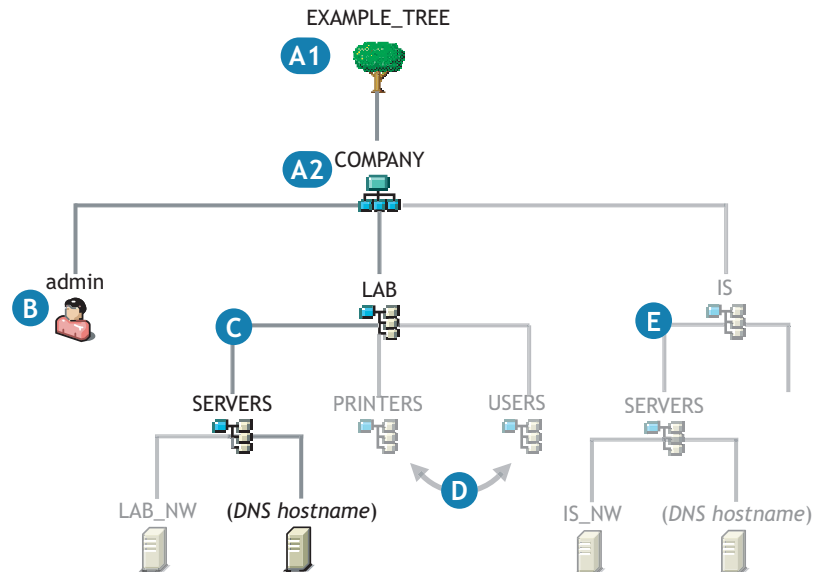 EXAMPLE_TREE
A1
COMPANY
A2
admin
B
LAB
IS
C
E
SERVERS
PRINTERS
USERS
SERVERS
D
LAB_NW
(DNS hostname)
IS_NW
(DNS hostname)